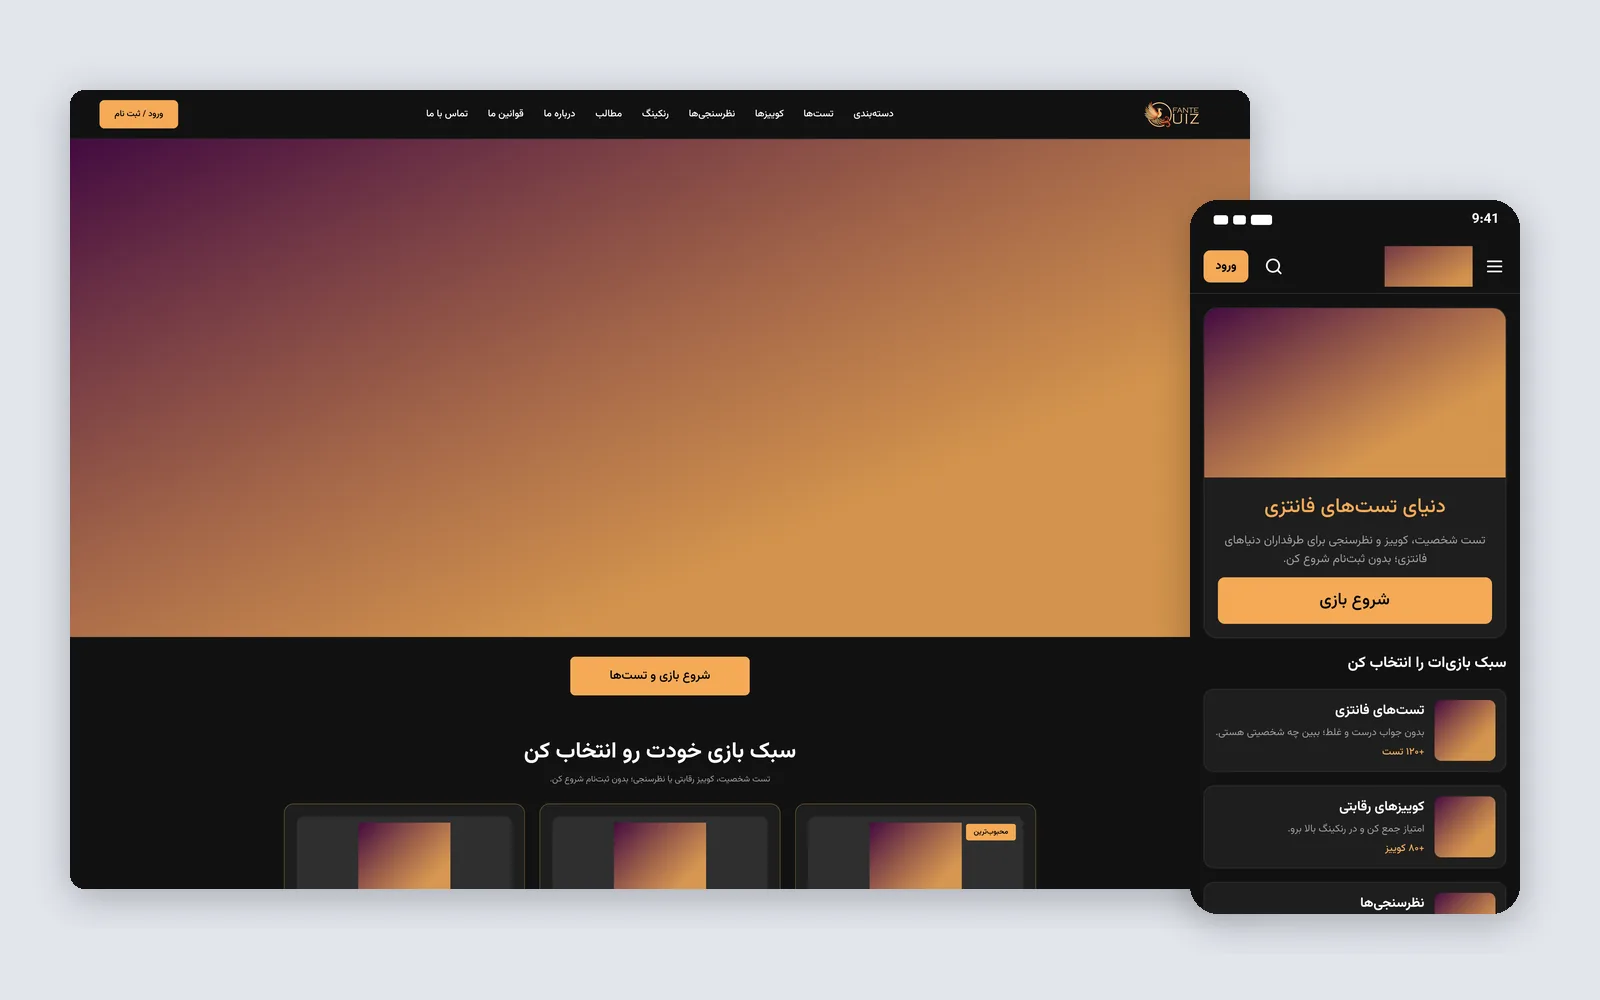 FANTE
QUIZ
دسته‌بندی
تست‌ها
کوییزها
نظرسنجی‌ها
رنکینگ
مطالب
درباره ما
قوانین ما
تماس با ما
ورود / ثبت نام
شروع بازی و تست‌ها
سبک بازی خودت رو انتخاب کن
تست شخصیت، کوییز رقابتی یا نظرسنجی؛ بدون ثبت‌نام شروع کن.
محبوب‌ترین
9:41
ورود
دنیای تست‌های فانتزی
تست شخصیت، کوییز و نظرسنجی برای طرفداران دنیاهای
فانتزی؛ بدون ثبت‌نام شروع کن.
شروع بازی
سبک بازی‌ات را انتخاب کن
تست‌های فانتزی
بدون جواب درست و غلط؛ ببین چه شخصیتی هستی.
+۱۲۰ تست
کوییزهای رقابتی
امتیاز جمع کن و در رنکینگ بالا برو.
+۸۰ کوییز
نظرسنجی‌ها